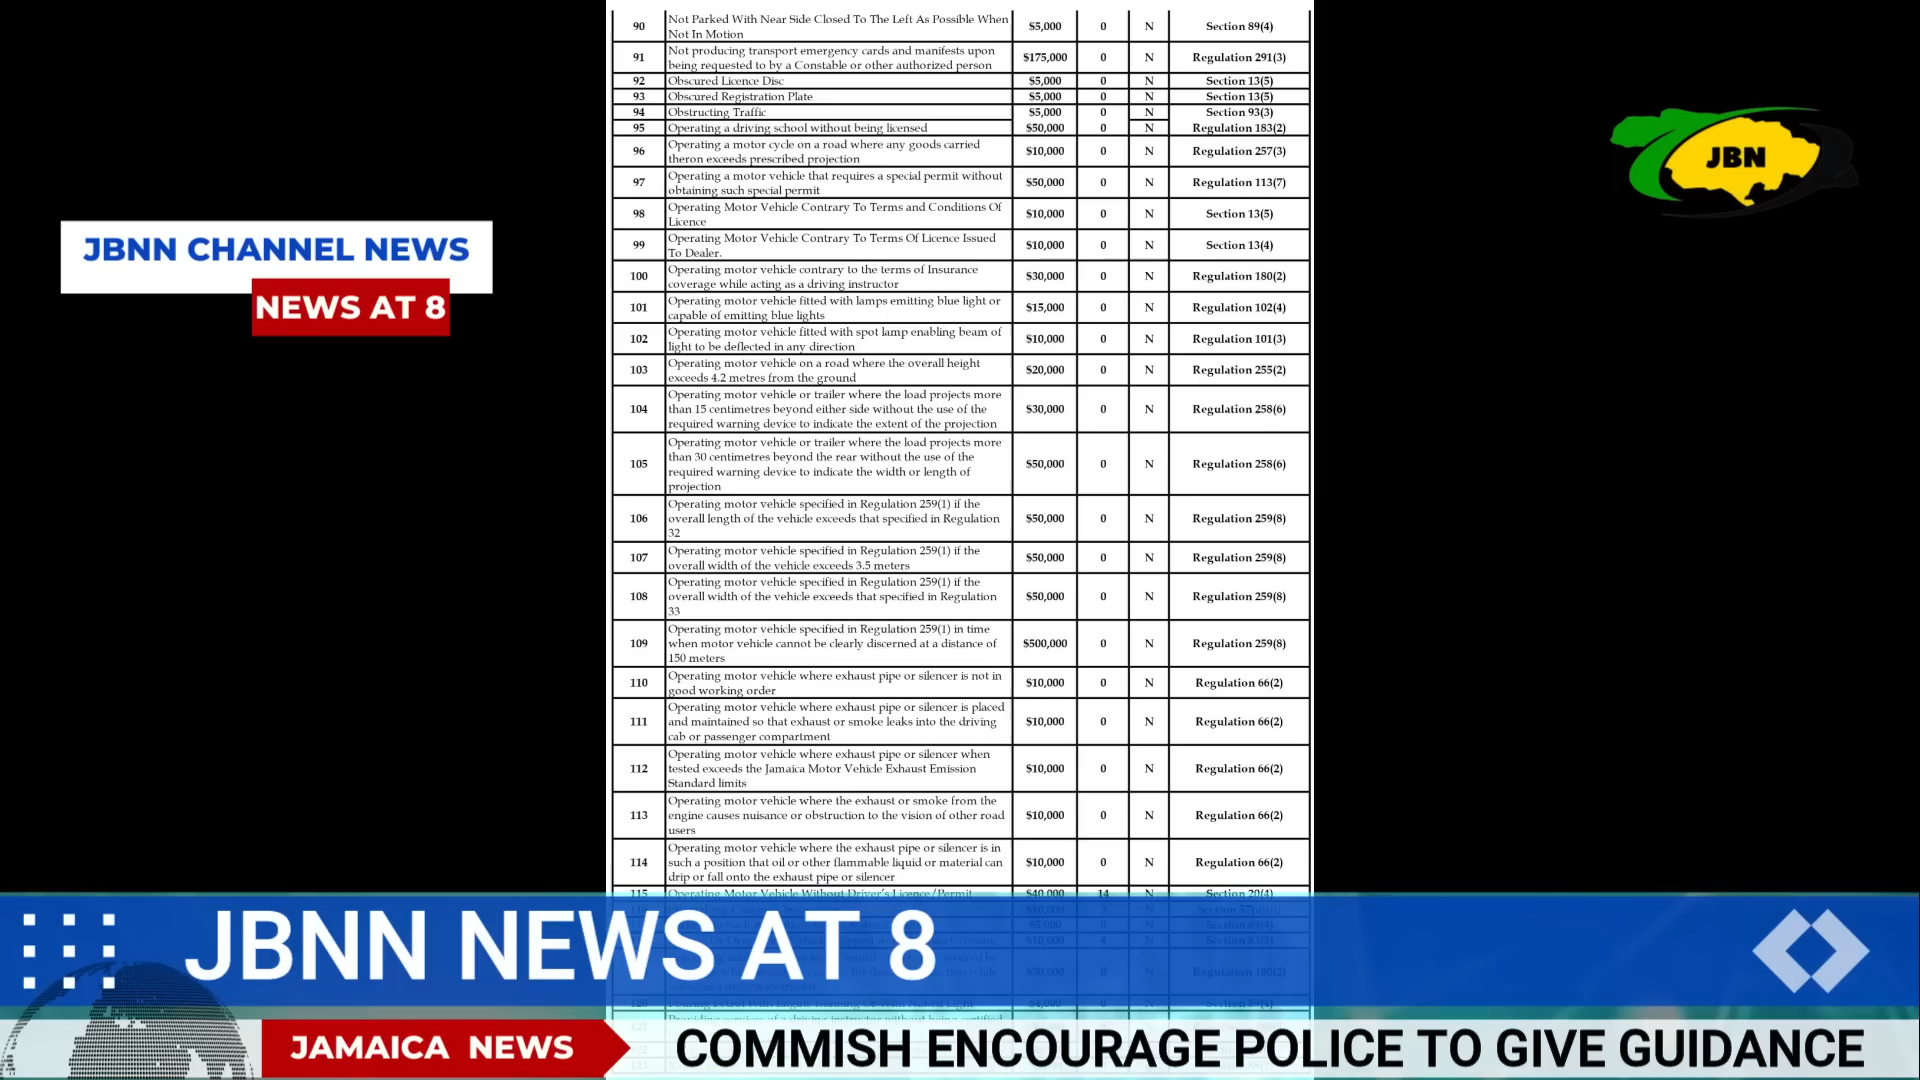 90 Not Parked With Near Side Closed To The Left As Possible When $5,000 0 N Section 89(4)
Not In Motion
91 Not producing transport emergency cards and manifests upon $175,000 0 N Regulation 291(3)
being requested to by a Constable or other authorized person
92 Obscured Licence Disc $5,000 0 N Section 13(5)
93 Obscured Registration Plate $5,000 0 N Section 13(5)
94 Obstructing Traffic $5,000 0 N Section 93(3)
95 Operating a driving school without being licensed $50,000 0 N Regulation 183(2)
96 Operating a motor cycle on a road where any goods carried $10,000 0 N Regulation 257(3)
theron exceeds prescribed projection
97 Operating a motor vehicle that requires a special permit without $50,000 0 N Regulation 113(7)
obtaining such special permit
98 Operating Motor Vehicle Contrary To Terms and Conditions Of $10,000 0 N Section 13(5)
Licence
99 Operating Motor Vehicle Contrary To Terms Of Licence Issued $10,000 0 N Section 13(4)
To Dealer.
100 Operating motor vehicle contrary to the terms of Insurance $30,000 0 N Regulation 180(2)
coverage while acting as a driving instructor
101 Operating motor vehicle fitted with lamps emitting blue light or $15,000 0 N Regulation 102(4)
capable of emitting blue lights
102 Operating motor vehicle fitted with spot lamp enabling beam of $10,000 0 N Regulation 101(3)
light to be deflected in any direction
103 Operating motor vehicle on a road where the overall height $20,000 0 N Regulation 255(2)
exceeds 4.2 metres from the ground
104 Operating motor vehicle or trailer where the load projects more $30,000 0 N Regulation 258(6)
than 15 centimetres beyond either side without the use of the
required warning device to indicate the extent of the projection
105 Operating motor vehicle or trailer where the load projects more $50,000 0 N Regulation 258(6)
than 30 centimetres beyond the rear without the use of the
required warning device to indicate the width or length of
projection
106 Operating motor vehicle specified in Regulation 259(1) if the $50,000 0 N Regulation 259(8)
overall length of the vehicle exceeds that specified in Regulation
32
107 Operating motor vehicle specified in Regulation 259(1) if the $50,000 0 N Regulation 259(8)
overall width of the vehicle exceeds 3.5 meters
108 Operating motor vehicle specified in Regulation 259(1) if the $50,000 0 N Regulation 259(8)
overall width of the vehicle exceeds that specified in Regulation
33
109 Operating motor vehicle specified in Regulation 259(1) in time $500,000 0 N Regulation 259(8)
when motor vehicle cannot be clearly discerned at a distance of
150 meters
110 Operating motor vehicle where exhaust pipe or silencer is not in $10,000 0 N Regulation 66(2)
good working order
111 Operating motor vehicle where exhaust pipe or silencer is placed $10,000 0 N Regulation 66(2)
and maintained so that exhaust or smoke leaks into the driving
cab or passenger compartment
112 Operating motor vehicle where exhaust pipe or silencer when $10,000 0 N Regulation 66(2)
tested exceeds the Jamaica Motor Vehicle Exhaust Emission
Standard limits
113 Operating motor vehicle where the exhaust or smoke from the $10,000 0 N Regulation 66(2)
engine causes nuisance or obstruction to the vision of other road
users
114 Operating motor vehicle where the exhaust pipe or silencer is in $10,000 0 N Regulation 66(2)
such a position that oil or other flammable liquid or material can
drip or fall onto the exhaust pipe or silencer
115 Operating Motor Vehicle Without Driver's Licence/Permit $40,000 14 N Section 20(4)
JBNN CHANNEL NEWS
NEWS AT 8
JBN
JBNN NEWS AT 8
JAMAICA NEWS
COMMISH ENCOURAGE POLICE TO GIVE GUIDANCE